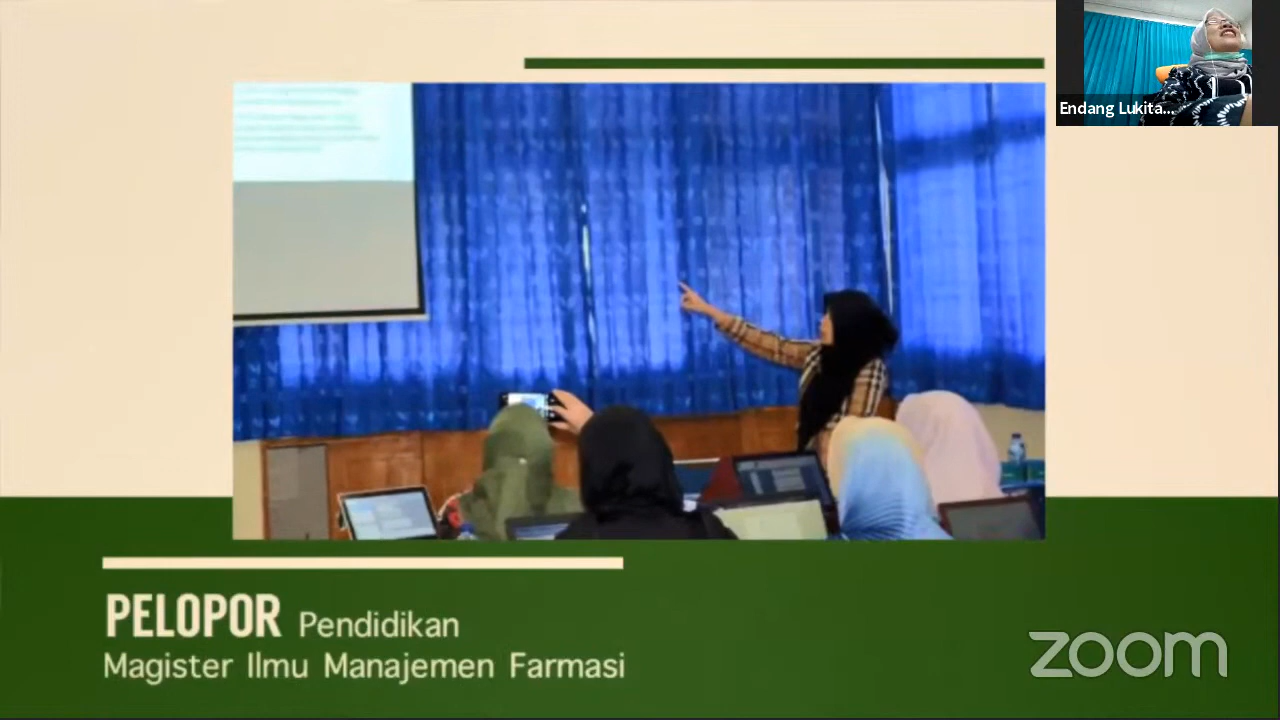 Endang Lukita...
PELOPOR Pendidikan
Magister Ilmu Manajemen Farmasi
zoom